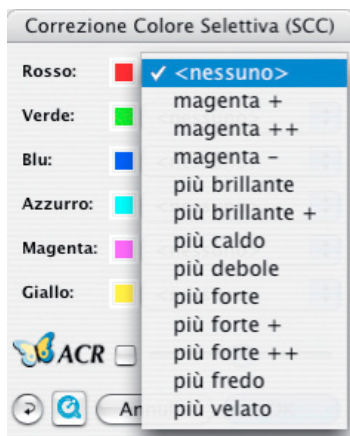 Correzione Colore Selettiva (SCC)
Rosso:
✓ <nessuno>
magenta +
magenta ++
magenta –
più brillante
più brillante +
più caldo
più debole
più forte
più forte +
più forte ++
più fredo
più velato
Verde:
Blu:
Azzurro:
Magenta:
Giallo:
ACR